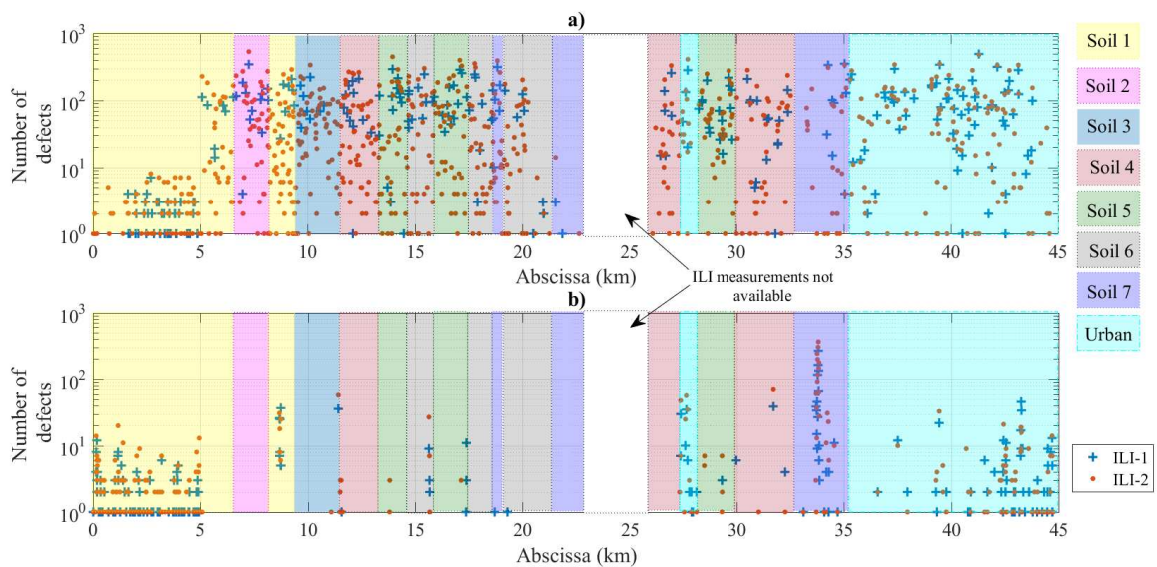 a)
10³
10²
10¹
10⁰
Number of
defects
0 5 10 15 20 25 30 35 40 45
Abscissa (km)
ILI measurements not
available
b)
10³
10²
10¹
10⁰
Number of
defects
0 5 10 15 20 25 30 35 40 45
Abscissa (km)
Soil 1
Soil 2
Soil 3
Soil 4
Soil 5
Soil 6
Soil 7
Urban
ILI-1
ILI-2